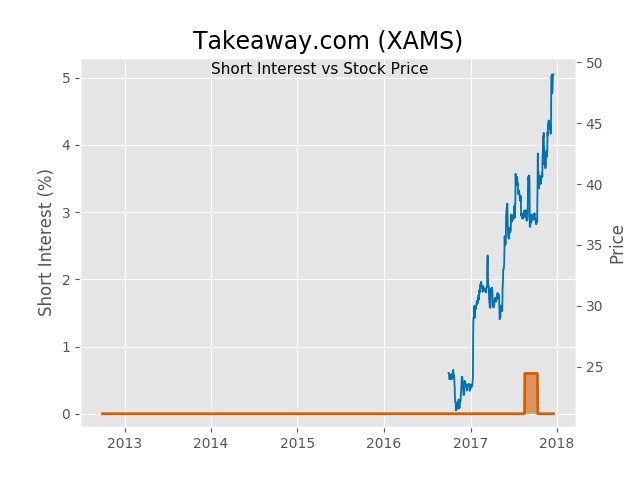 Takeaway.com (XAMS)
Short Interest vs Stock Price
Short Interest (%)
5
4
3
2
1
0
50
45
40
35
30
25
Price
2013 2014 2015 2016 2017 2018